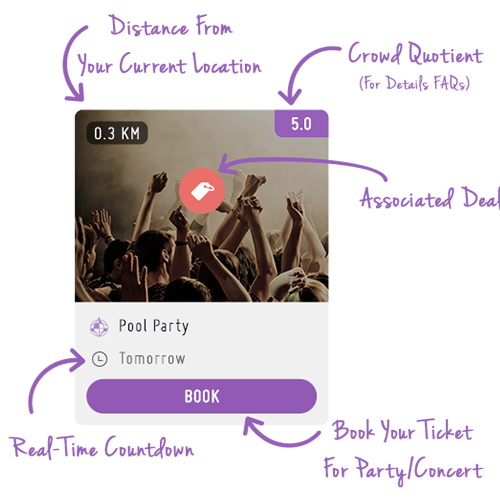 Distance From
Your Current Location
Crowd Quotient
(For Details FAQs)
0.3 KM
5.0
Associated Deal
Pool Party
Tomorrow
BOOK
Real-Time Countdown
Book Your Ticket
For Party/Concert